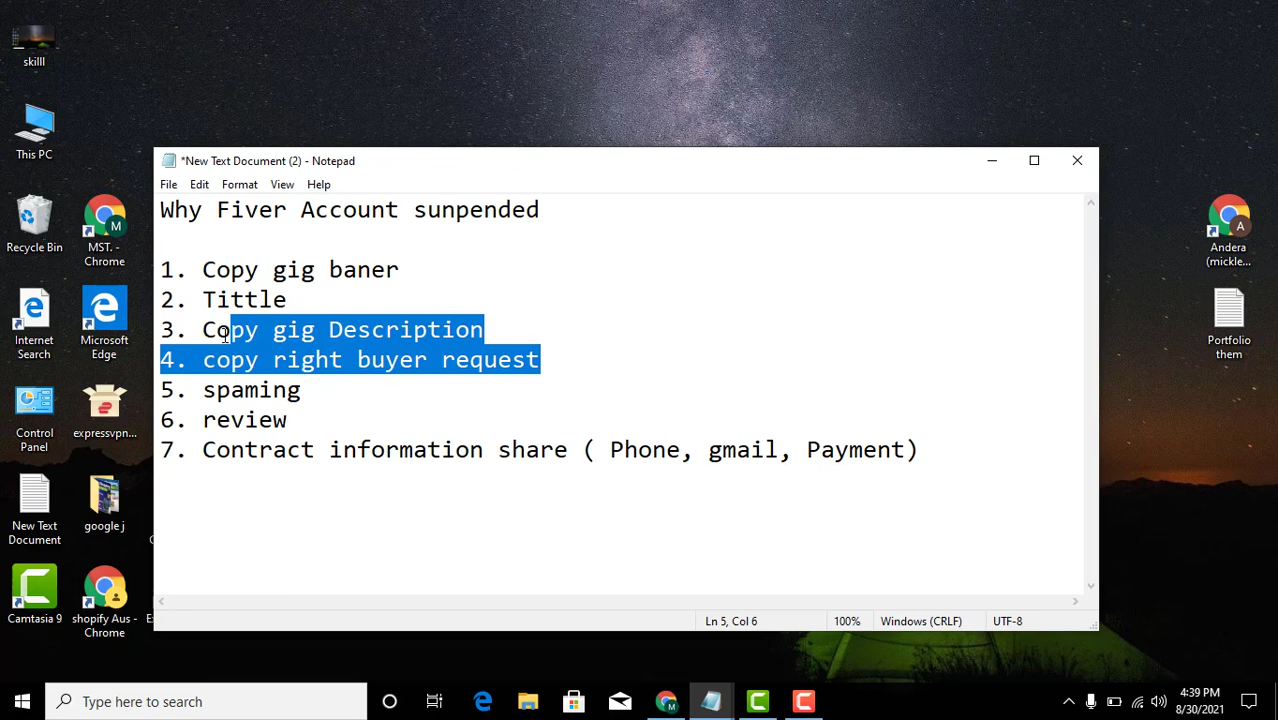 skilll
This PC
Recycle Bin
MST. -
Chrome
Internet
Search
Microsoft
Edge
Control
Panel
expressvpn...
New Text
Document
google j
Camtasia 9
shopify Aus -
Chrome
*New Text Document (2) - Notepad
File Edit Format View Help
Why Fiver Account sunpended
1. Copy gig baner
2. Tittle
3. Copy gig Description
4. copy right buyer request
5. spaming
6. review
7. Contract information share ( Phone, gmail, Payment)
Ln 5, Col 6 100% Windows (CRLF) UTF-8
Andera
(mickle...
Portfolio
them
Type here to search
4:39 PM
8/30/2021